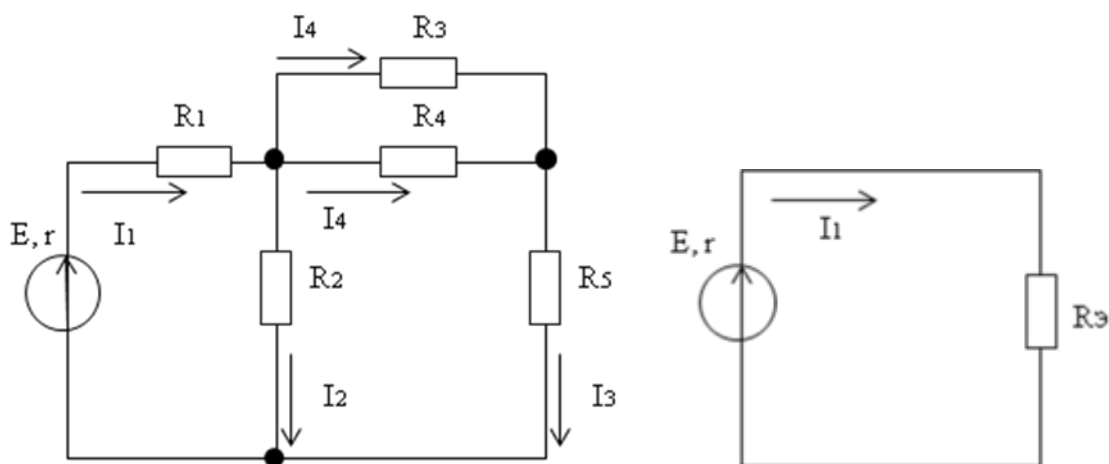 I4 R3
R1 R4
E, r I1 I4 R2 R5
I2 I3
E, r I1 Rэ